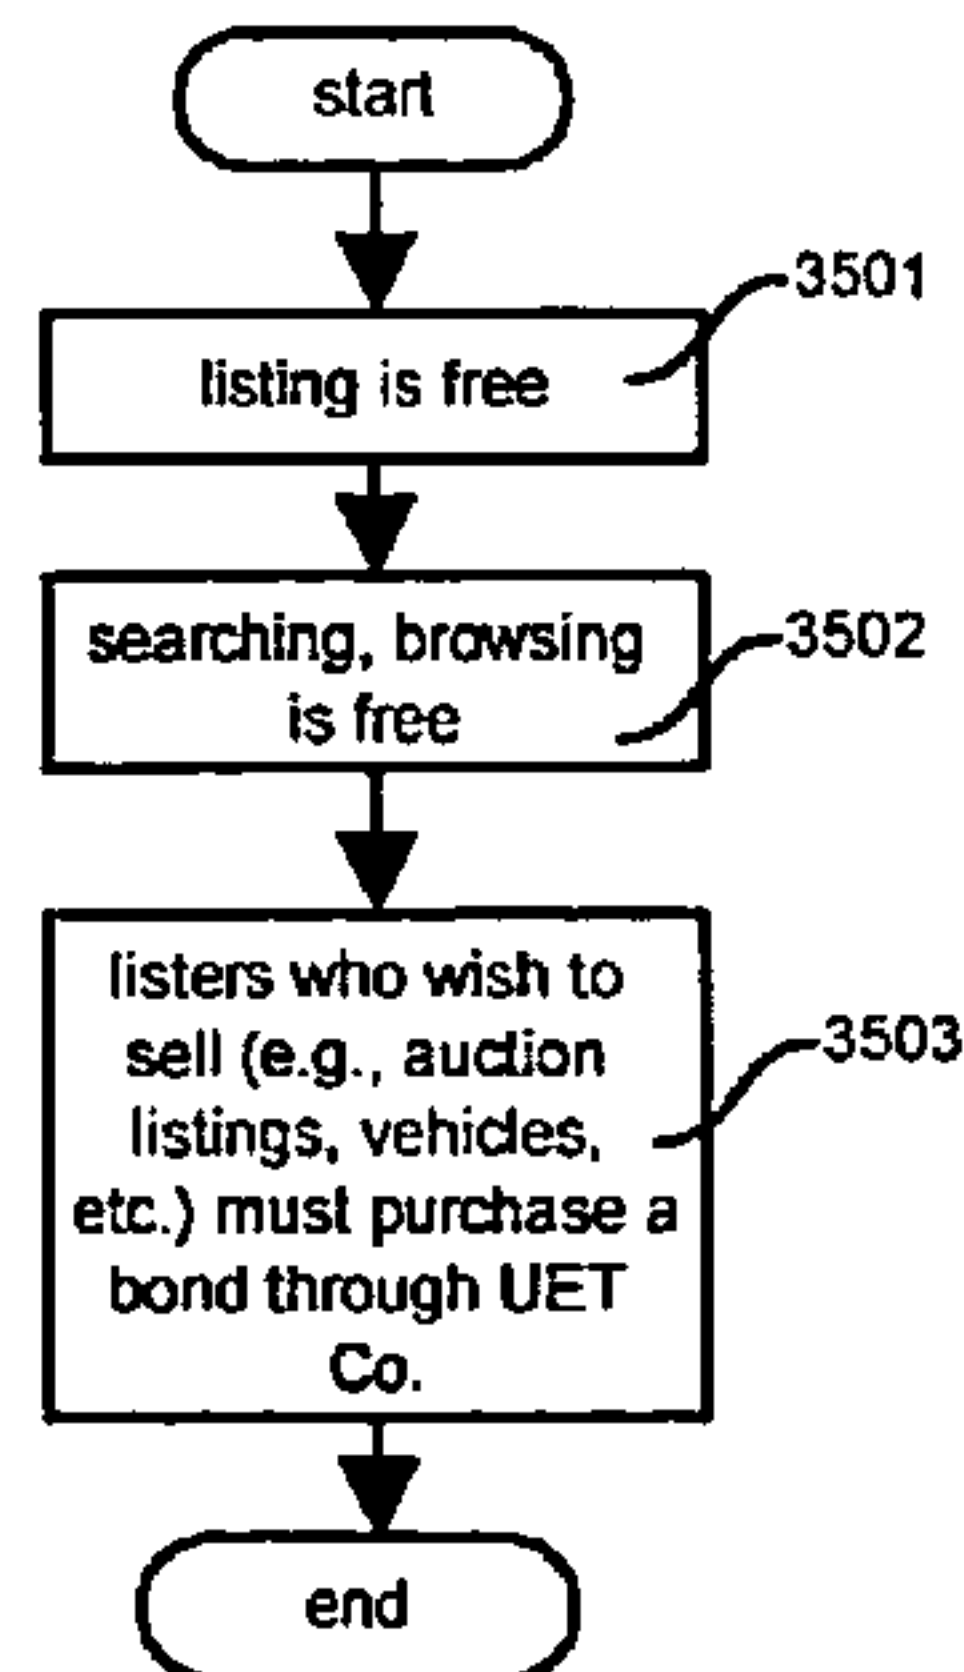 start
3501
listing is free
searching, browsing
is free
3502
listers who wish to
sell (e.g., auction
listings, vehicles,
etc.) must purchase a
bond through UET
Co.
3503
end